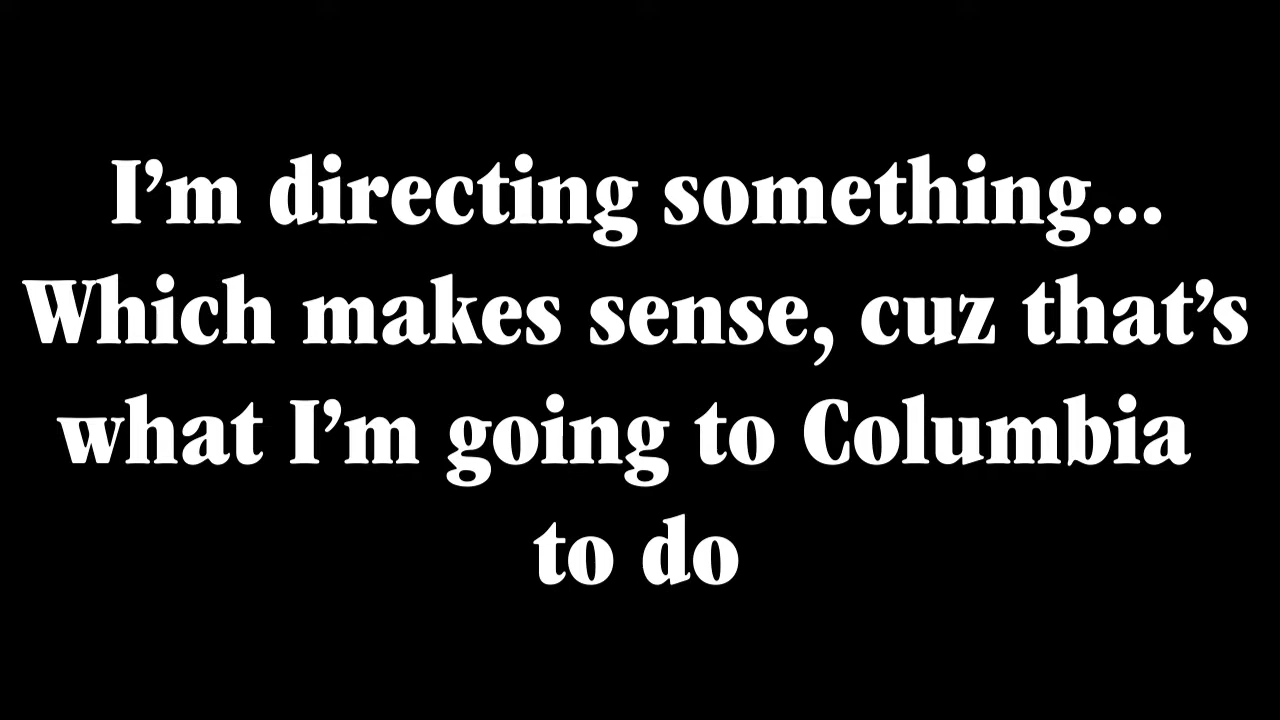 I’m directing something...
Which makes sense, cuz that’s
what I’m going to Columbia
to do